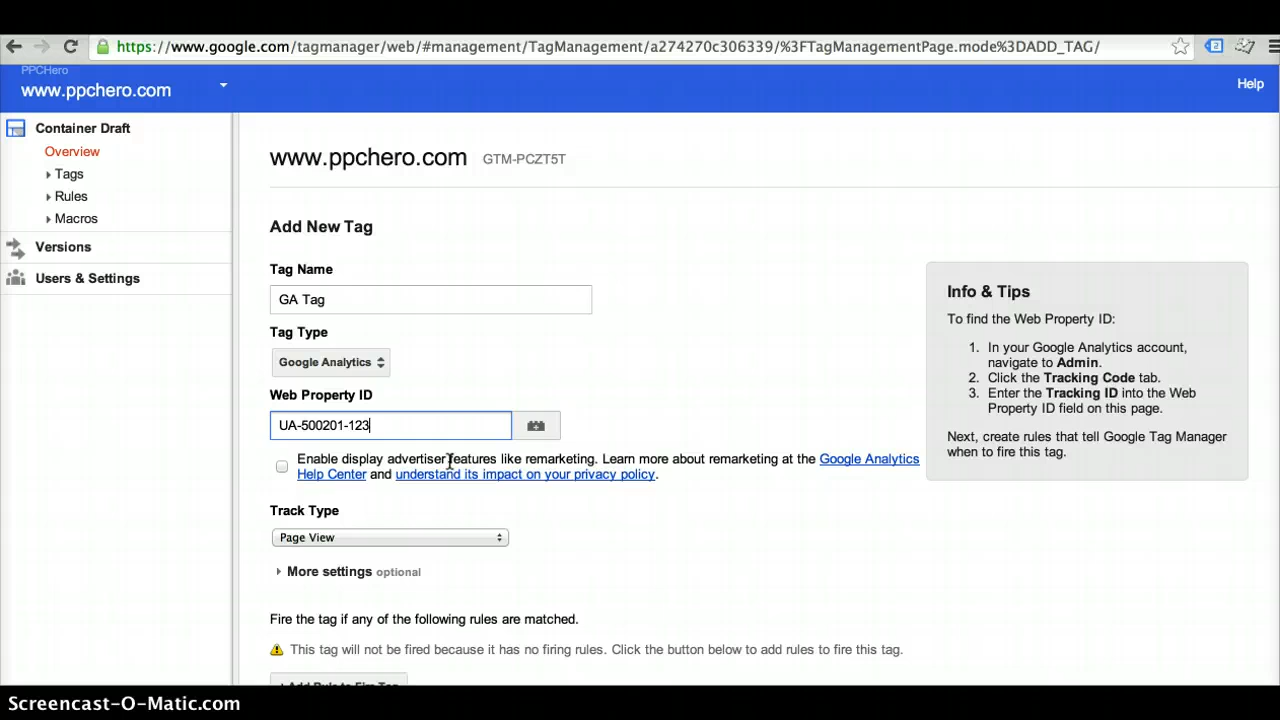 https://www.google.com/tagmanager/web/#management/TagManagement/a274270c306339/%3FTagManagementPage.mode%3DADD_TAG/
2
PPCHero
www.ppchero.com
Help
Container Draft
Overview
Tags
Rules
Macros
Versions
Users & Settings
www.ppchero.com GTM-PCZT5T
Add New Tag
Tag Name
GA Tag
Tag Type
Google Analytics
Web Property ID
UA-500201-123
Enable display advertiser features like remarketing. Learn more about remarketing at the Google Analytics
Help Center and understand its impact on your privacy policy.
Track Type
Page View
More settings optional
Fire the tag if any of the following rules are matched.
This tag will not be fired because it has no firing rules. Click the button below to add rules to fire this tag.
+ Add Rule to Fire Tag
Info & Tips
To find the Web Property ID:
1. In your Google Analytics account,
navigate to Admin.
2. Click the Tracking Code tab.
3. Enter the Tracking ID into the Web
Property ID field on this page.
Next, create rules that tell Google Tag Manager
when to fire this tag.
Screencast-O-Matic.com